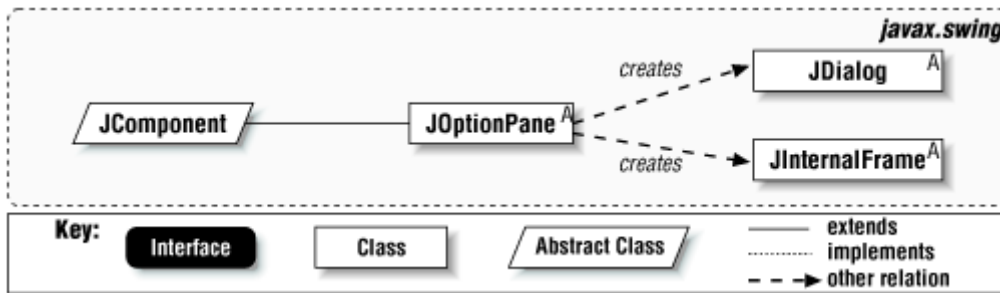 javax.swing
creates
JDialog A
JComponent
JOptionPane A
JInternalFrame A
creates
Key:
Interface
Class
Abstract Class
extends
implements
other relation